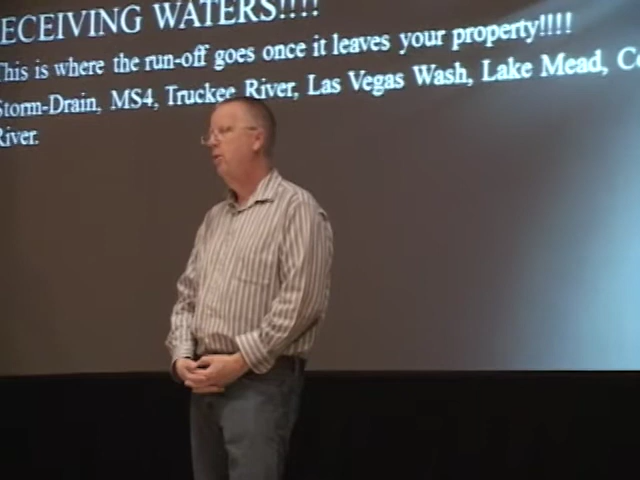 ECEIVING WATERS!!!!
This is where the run-off goes once it leaves your property!!!!
Storm-Drain, MS4, Truckee River, Las Vegas Wash, Lake Mead, Co
River.